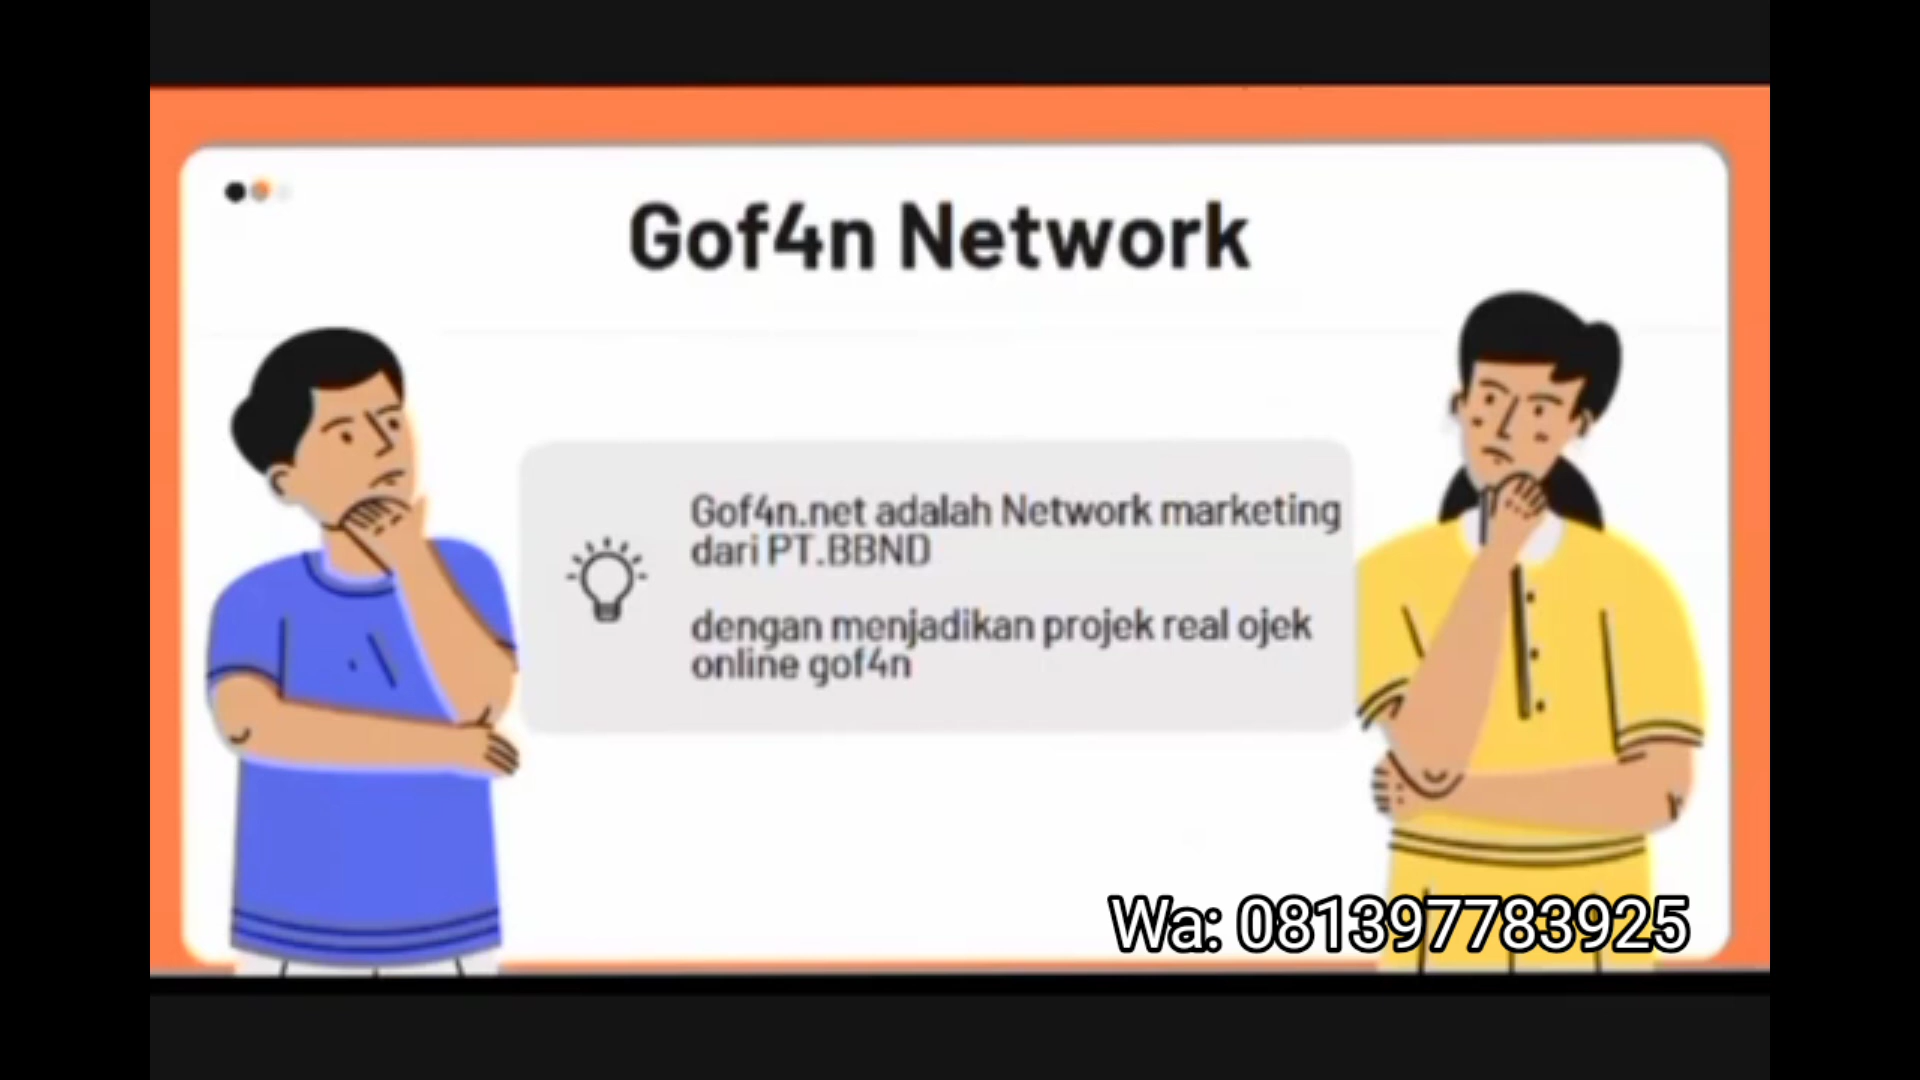 Gof4n Network
Gof4n.net adalah Network marketing
dari PT.BBND
dengan menjadikan projek real ojek
online gof4n
Wa: 081397783925